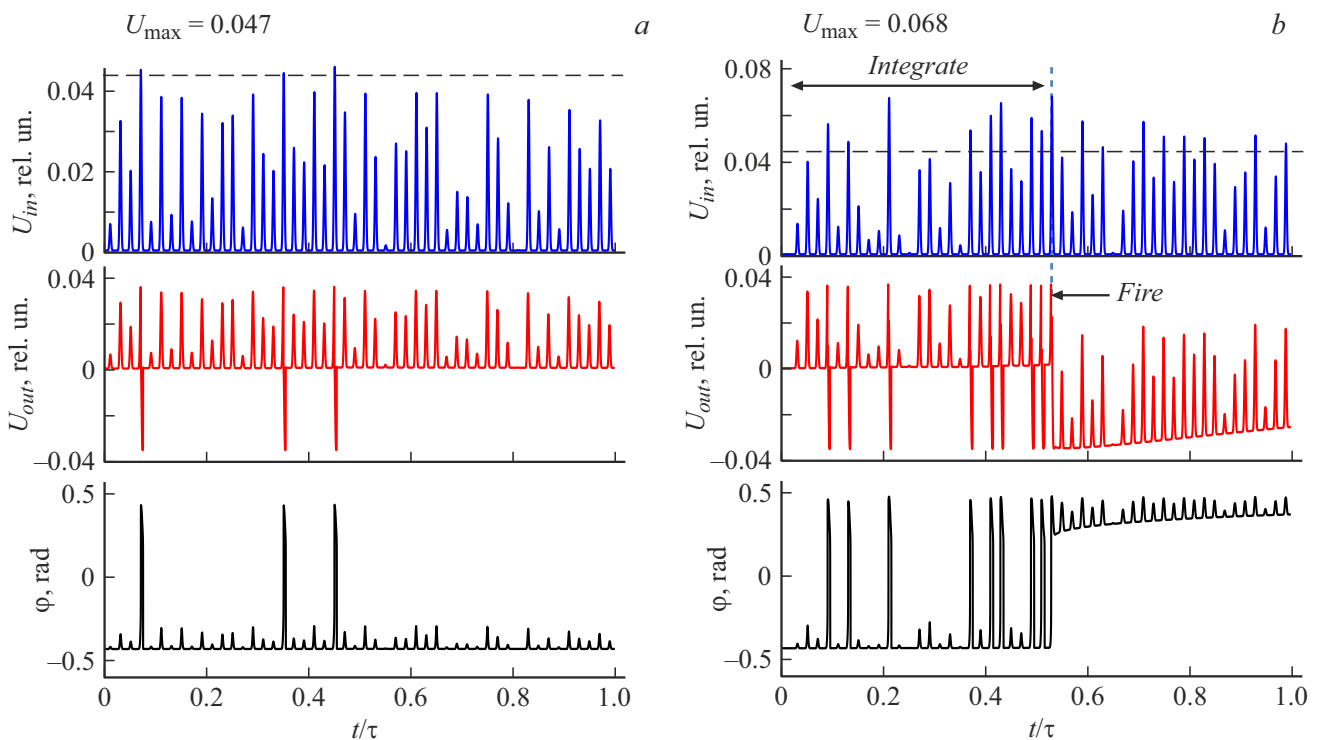 U_max = 0.047
a
U_in, rel. un.
0.04
0.02
0
U_out, rel. un.
0.04
0
–0.04
φ, rad
0.5
0
–0.5
0
0.2
0.4
0.6
0.8
1.0
t/τ
U_max = 0.068
b
Integrate
U_in, rel. un.
0.08
0.04
0
Fire
U_out, rel. un.
0.04
0
–0.04
φ, rad
0.5
0
–0.5
0
0.2
0.4
0.6
0.8
1.0
t/τ